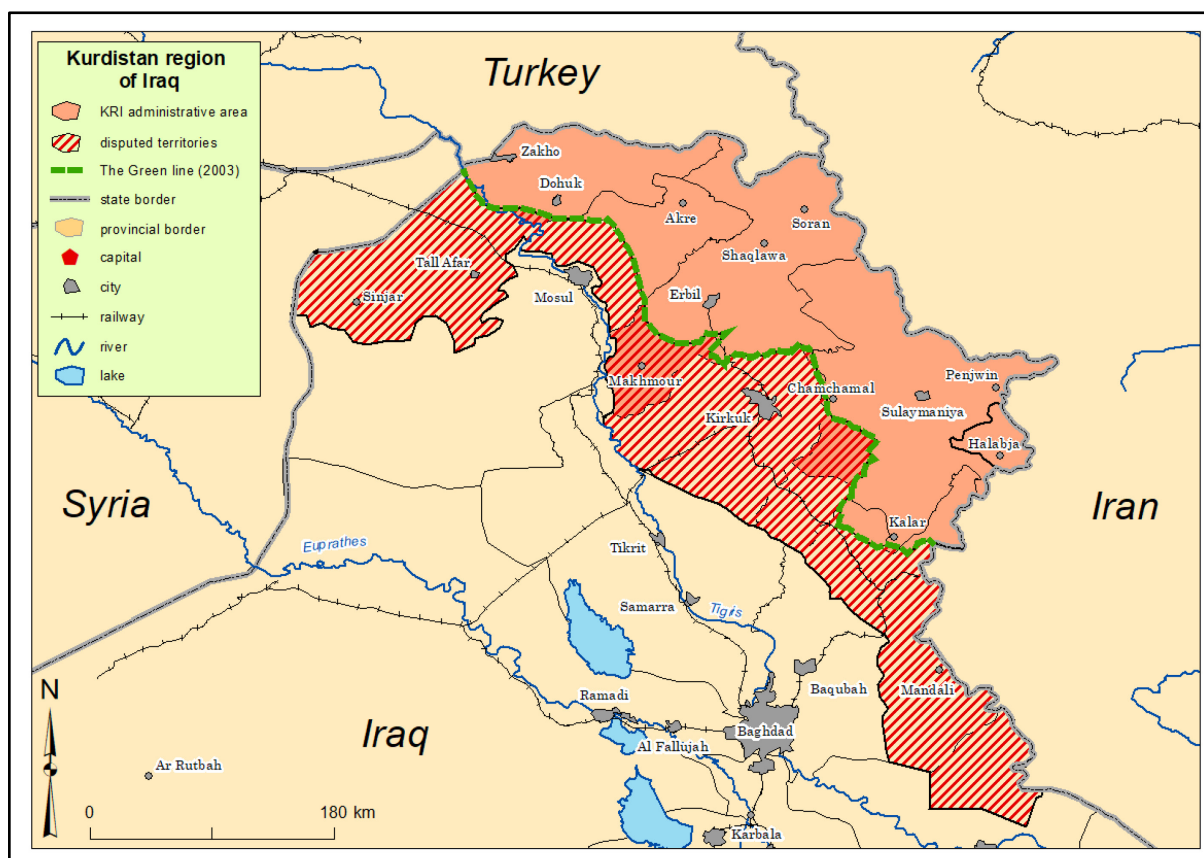 Kurdistan region
of Iraq
KRI administrative area
disputed territories
The Green line (2003)
state border
provincial border
capital
city
railway
river
lake
Turkey
Zakho
Dohuk
Akre
Soran
Shaqlawa
Tall Afar
Sinjar
Mosul
Erbil
Makhmour
Chamchamal
Penjwin
Kirkuk
Sulaymaniya
Halabja
Syria
Iran
Kalar
Euprathes
Tikrit
Samarra
Tigris
Mandali
Baqubah
Ramadi
Al Fallujah
Baghdad
Iraq
Ar Rutbah
N
0
180 km
Karbala